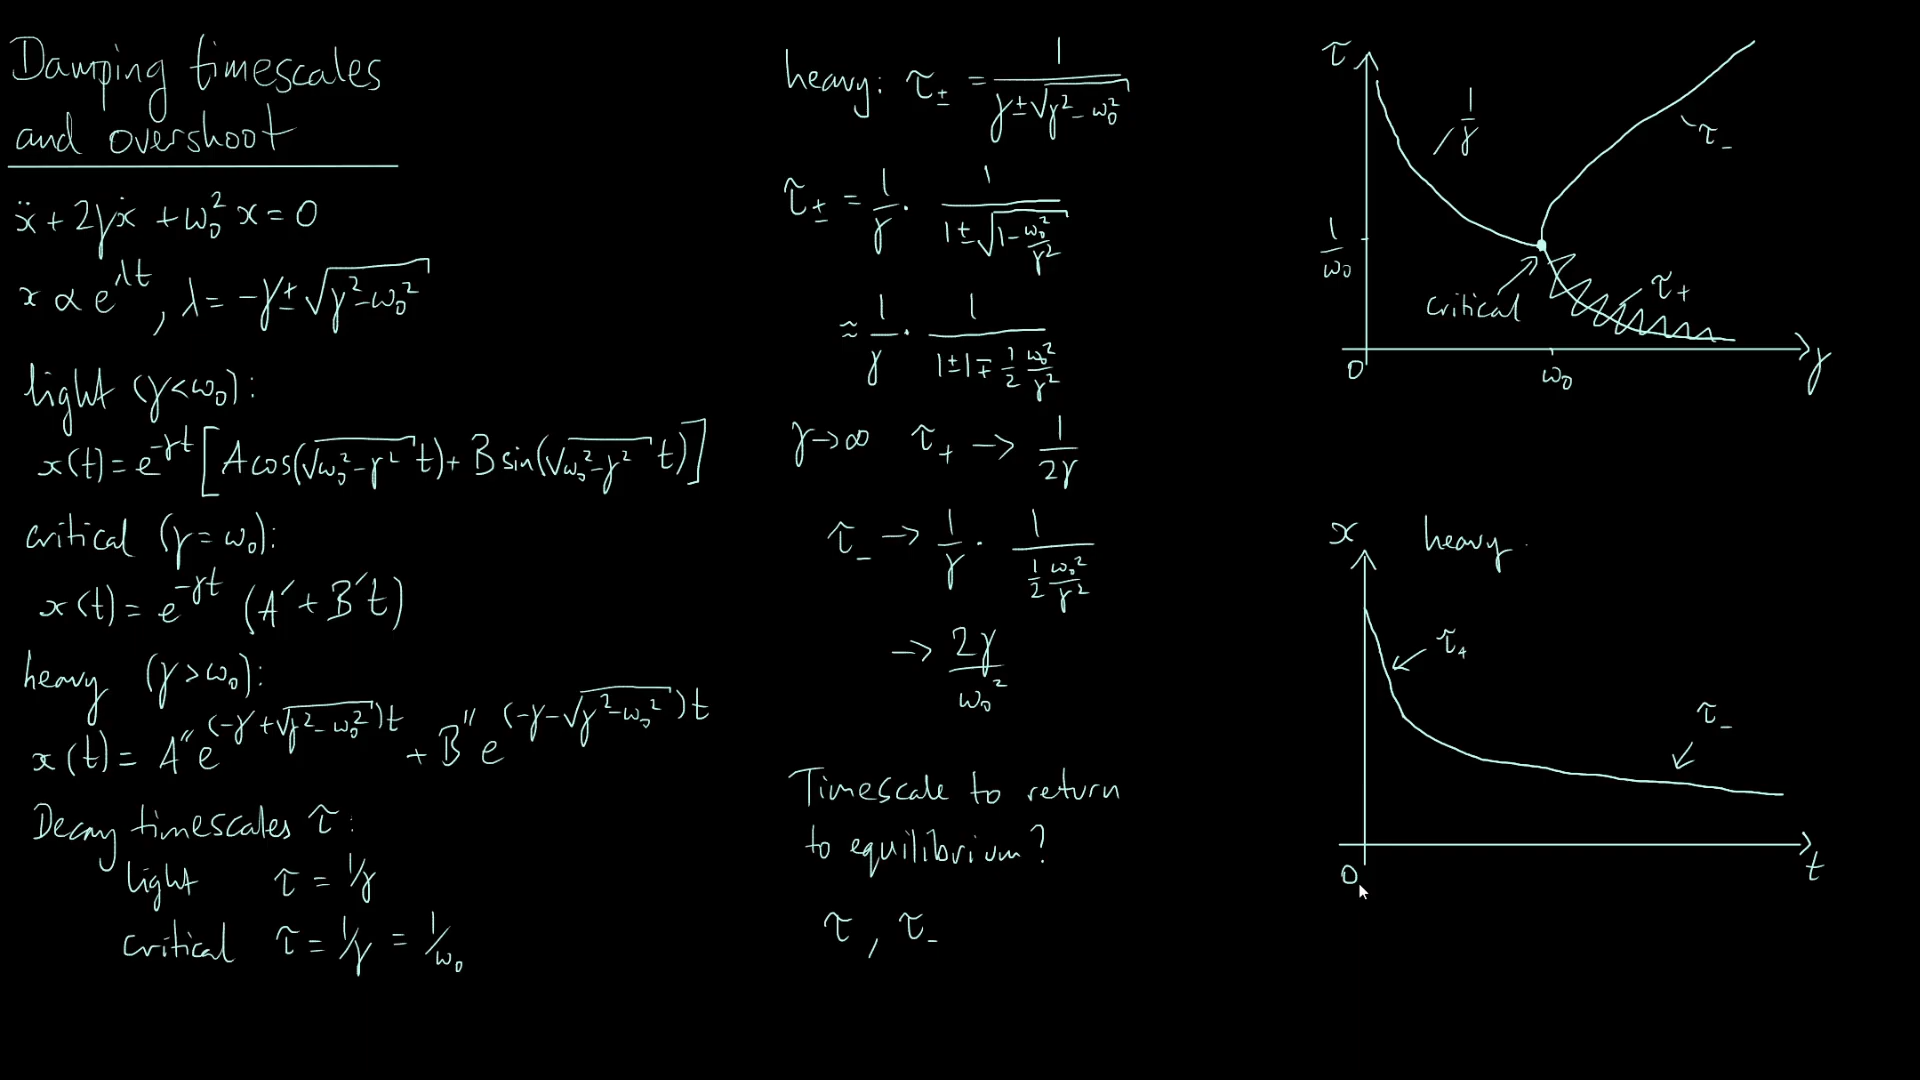 Damping timescales
and overshoot
ẍ + 2γẋ + ω₀² x = 0
x ∝ e^{λt}, λ = -γ ± √(γ² - ω₀²)
light (γ < ω₀):
x(t) = e^{-γt} [A cos(√(ω₀² - γ²) t) + B sin(√(ω₀² - γ²) t)]
critical (γ = ω₀):
x(t) = e^{-γt} (A′ + B′t)
heavy (γ > ω₀):
x(t) = A″ e^{(-γ + √(γ² - ω₀²))t} + B″ e^{(-γ - √(γ² - ω₀²))t}
Decay timescales τ:
light τ = 1/γ
critical τ = 1/γ = 1/ω₀
heavy: τ± = 1/(γ ± √(γ² - ω₀²))
τ± = 1/γ · 1/(1 ± √(1 - ω₀²/γ²))
≈ 1/γ · 1/(1 ± 1 ∓ ½ ω₀²/γ²)
γ → ∞ τ₊ → 1/2γ
τ₋ → 1/γ · 1/(½ ω₀²/γ²)
→ 2γ/ω₀²
Timescale to return
to equilibrium?
τ, τ₋
τ
1/γ
τ₋
1/ω₀
critical
τ₊
0
ω₀
γ
x
heavy
τ₊
τ₋
0
t